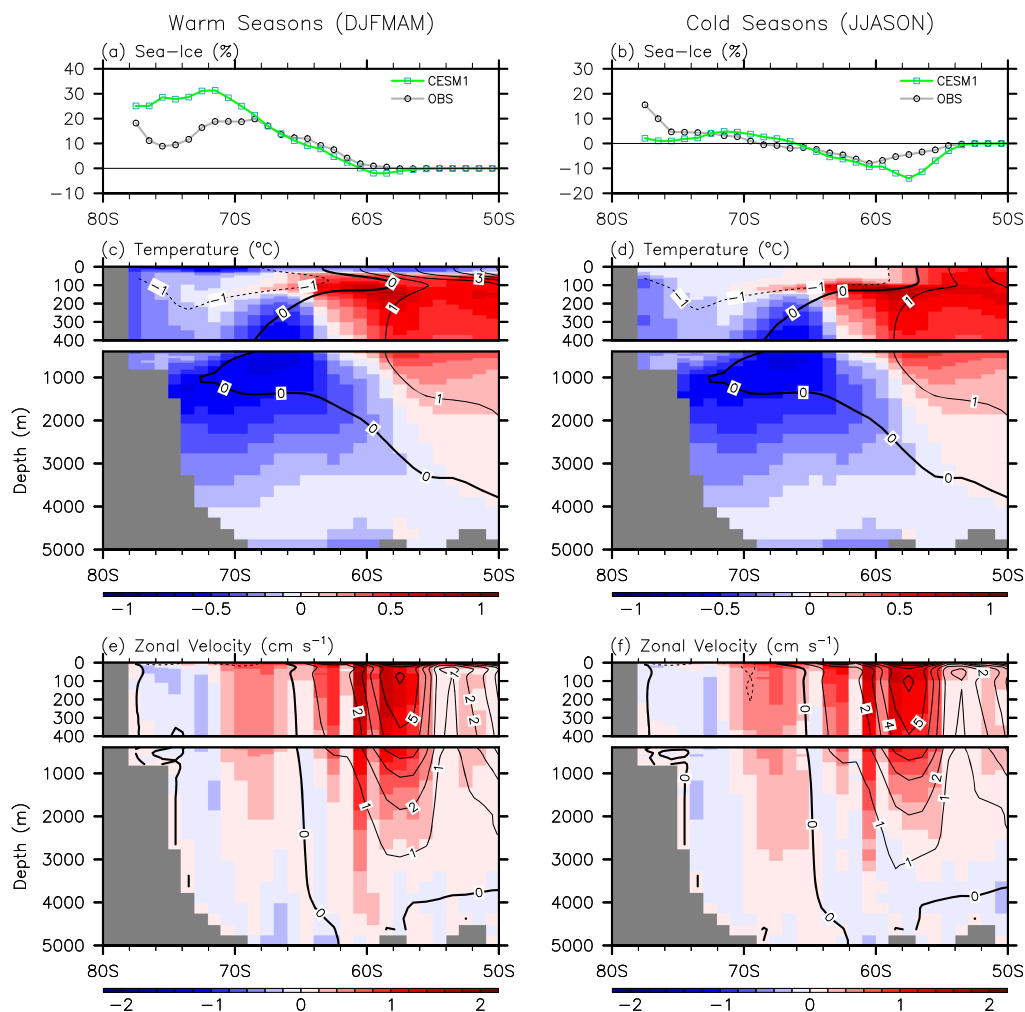 Warm Seasons (DJFMAM) Cold Seasons (JJASON)
(a) Sea-Ice (%) (b) Sea-Ice (%)
40 40
30 CESM1 30 CESM1
20 OBS 20 OBS
10 10
0 0
-10 -20
80S 70S 60S 50S 80S 70S 60S 50S
(c) Temperature (°C) (d) Temperature (°C)
0 0
100 100
200 200
300 300
400 400
-1 -1 -1 0 0 1 3 -1 -1 -1 0 0 1
1000 1000
2000 2000
3000 3000
4000 4000
5000 5000
Depth (m) Depth (m)
0 0 0 0 1 0 0 0 0 1
80S 70S 60S 50S 80S 70S 60S 50S
-1 -0.5 0 0.5 1 -1 -0.5 0 0.5 1
(e) Zonal Velocity (cm s⁻¹) (f) Zonal Velocity (cm s⁻¹)
0 0
100 100
200 200
300 300
400 400
2 5 1 2 2 0 2 4 5 2
1000 1000
2000 2000
3000 3000
4000 4000
5000 5000
Depth (m) Depth (m)
0 1 2 1 1 0 0 0 0 1 1 2 1 0 0
80S 70S 60S 50S 80S 70S 60S 50S
-2 -1 0 1 2 -2 -1 0 1 2